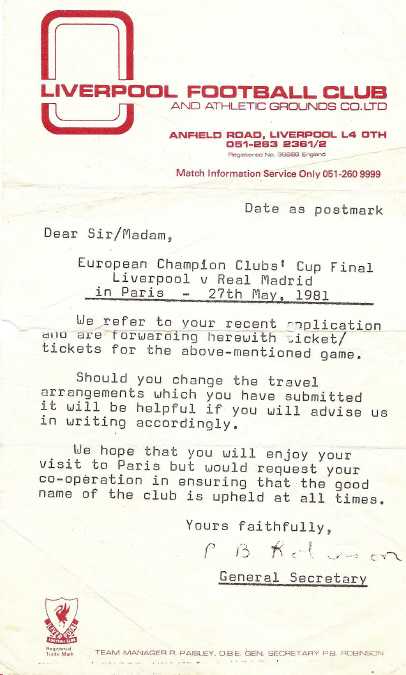 LIVERPOOL FOOTBALL CLUB
AND ATHLETIC GROUNDS CO. LTD
ANFIELD ROAD, LIVERPOOL L4 0TH
051-263 2361/2
Registered No. 35668 England
Match Information Service Only 051-260 9999
Date as postmark
Dear Sir/Madam,
European Champion Clubs' Cup Final
Liverpool v Real Madrid
in Paris - 27th May, 1981
We refer to your recent application
and are forwarding herewith ticket/
tickets for the above-mentioned game.
Should you change the travel
arrangements which you have submitted
it will be helpful if you will advise us
in writing accordingly.
We hope that you will enjoy your
visit to Paris but would request your
co-operation in ensuring that the good
name of the club is upheld at all times.
Yours faithfully,
P B Robinson
General Secretary
LIVERPOOL
FOOTBALL CLUB
Registered
Trade Mark
TEAM MANAGER R. PAISLEY, O.B.E. GEN. SECRETARY P.B. ROBINSON